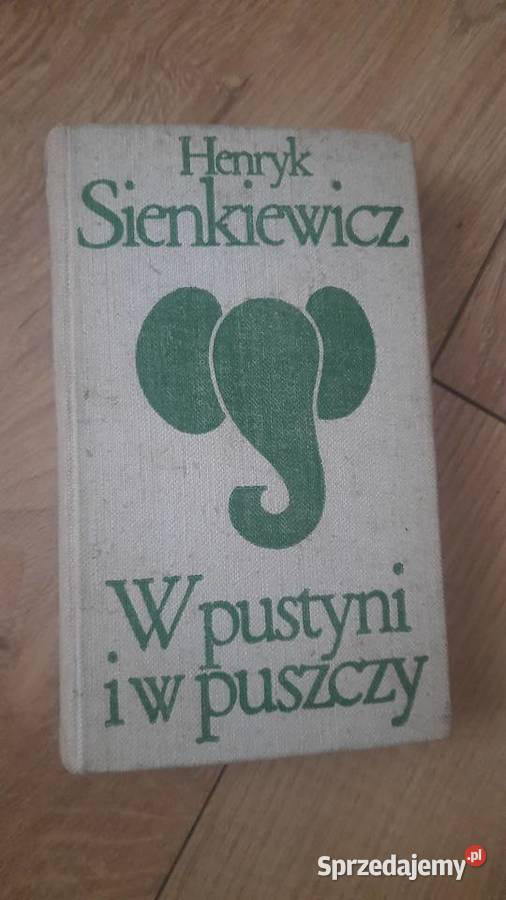 Henryk
Sienkiewicz
W pustyni
i w puszczy
Sprzedajemy.pl